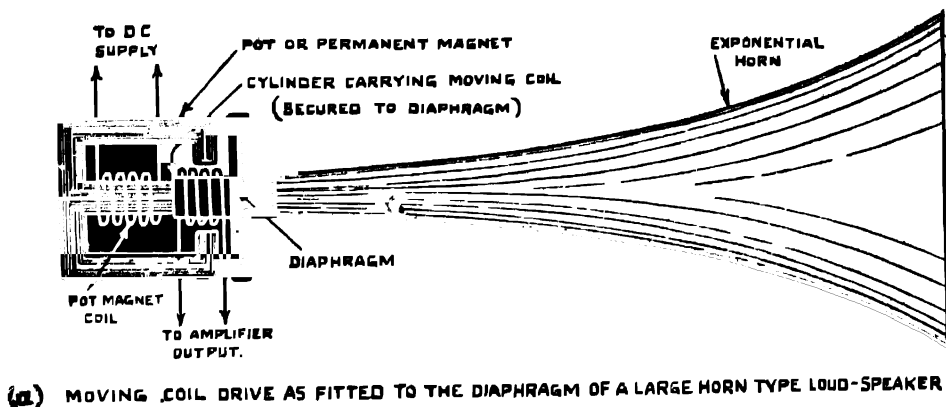 TO DC
SUPPLY
POT OR PERMANENT MAGNET
CYLINDER CARRYING MOVING COIL
(SECURED TO DIAPHRAGM)
EXPONENTIAL
HORN
DIAPHRAGM
POT MAGNET
COIL
TO AMPLIFIER
OUTPUT.
(a) MOVING COIL DRIVE AS FITTED TO THE DIAPHRAGM OF A LARGE HORN TYPE LOUD-SPEAKER